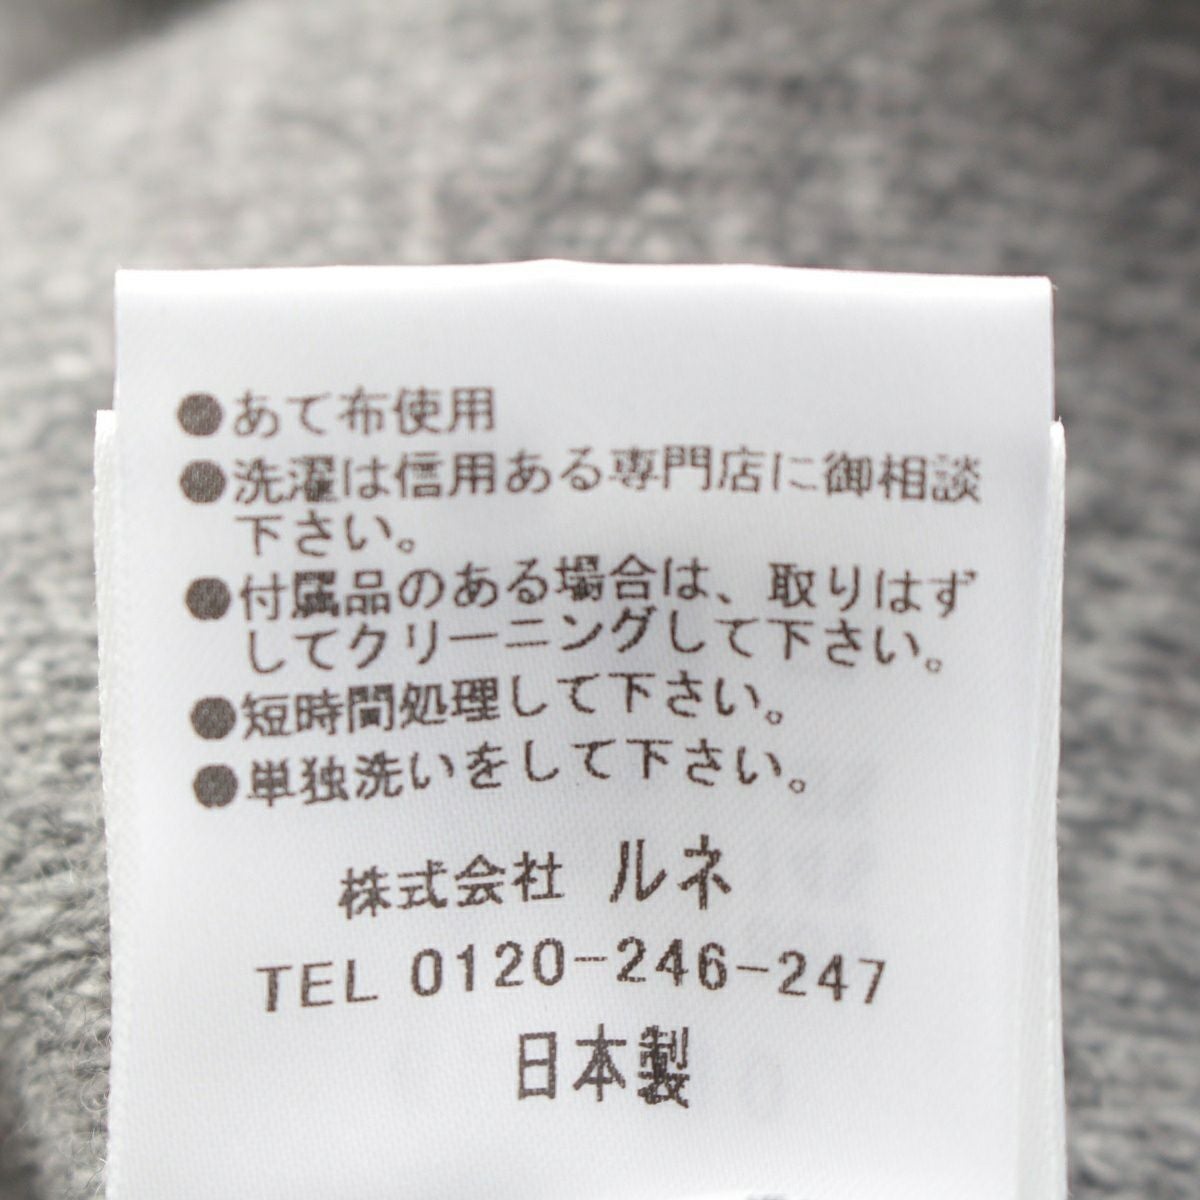 ●あて布使用
●洗濯は信用ある専門店に御相談
下さい。
●付属品のある場合は、取りはず
してクリーニングして下さい。
●短時間処理して下さい。
●単独洗いをして下さい。
株式会社 ルネ
TEL 0120-246-247
日本製